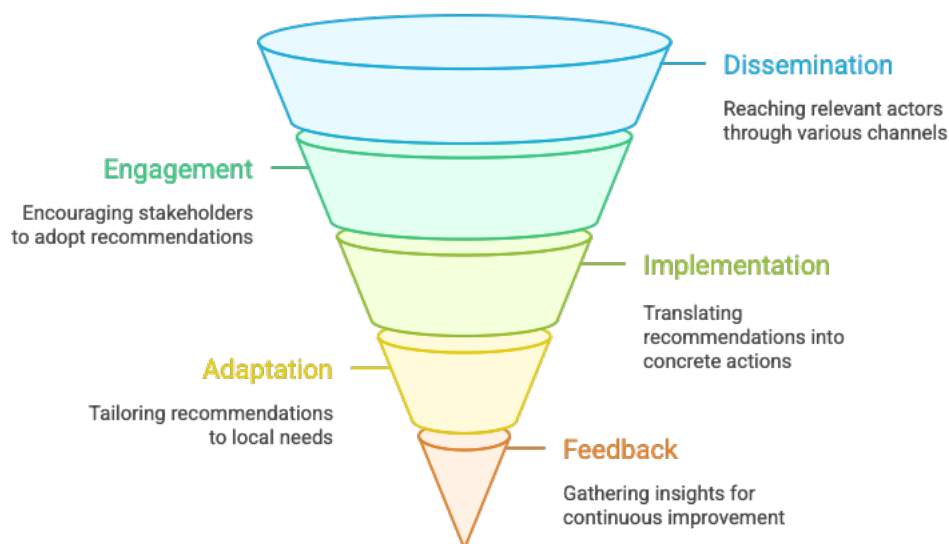 Dissemination
Reaching relevant actors
through various channels
Engagement
Encouraging stakeholders
to adopt recommendations
Implementation
Translating
recommendations into
concrete actions
Adaptation
Tailoring recommendations
to local needs
Feedback
Gathering insights for
continuous improvement